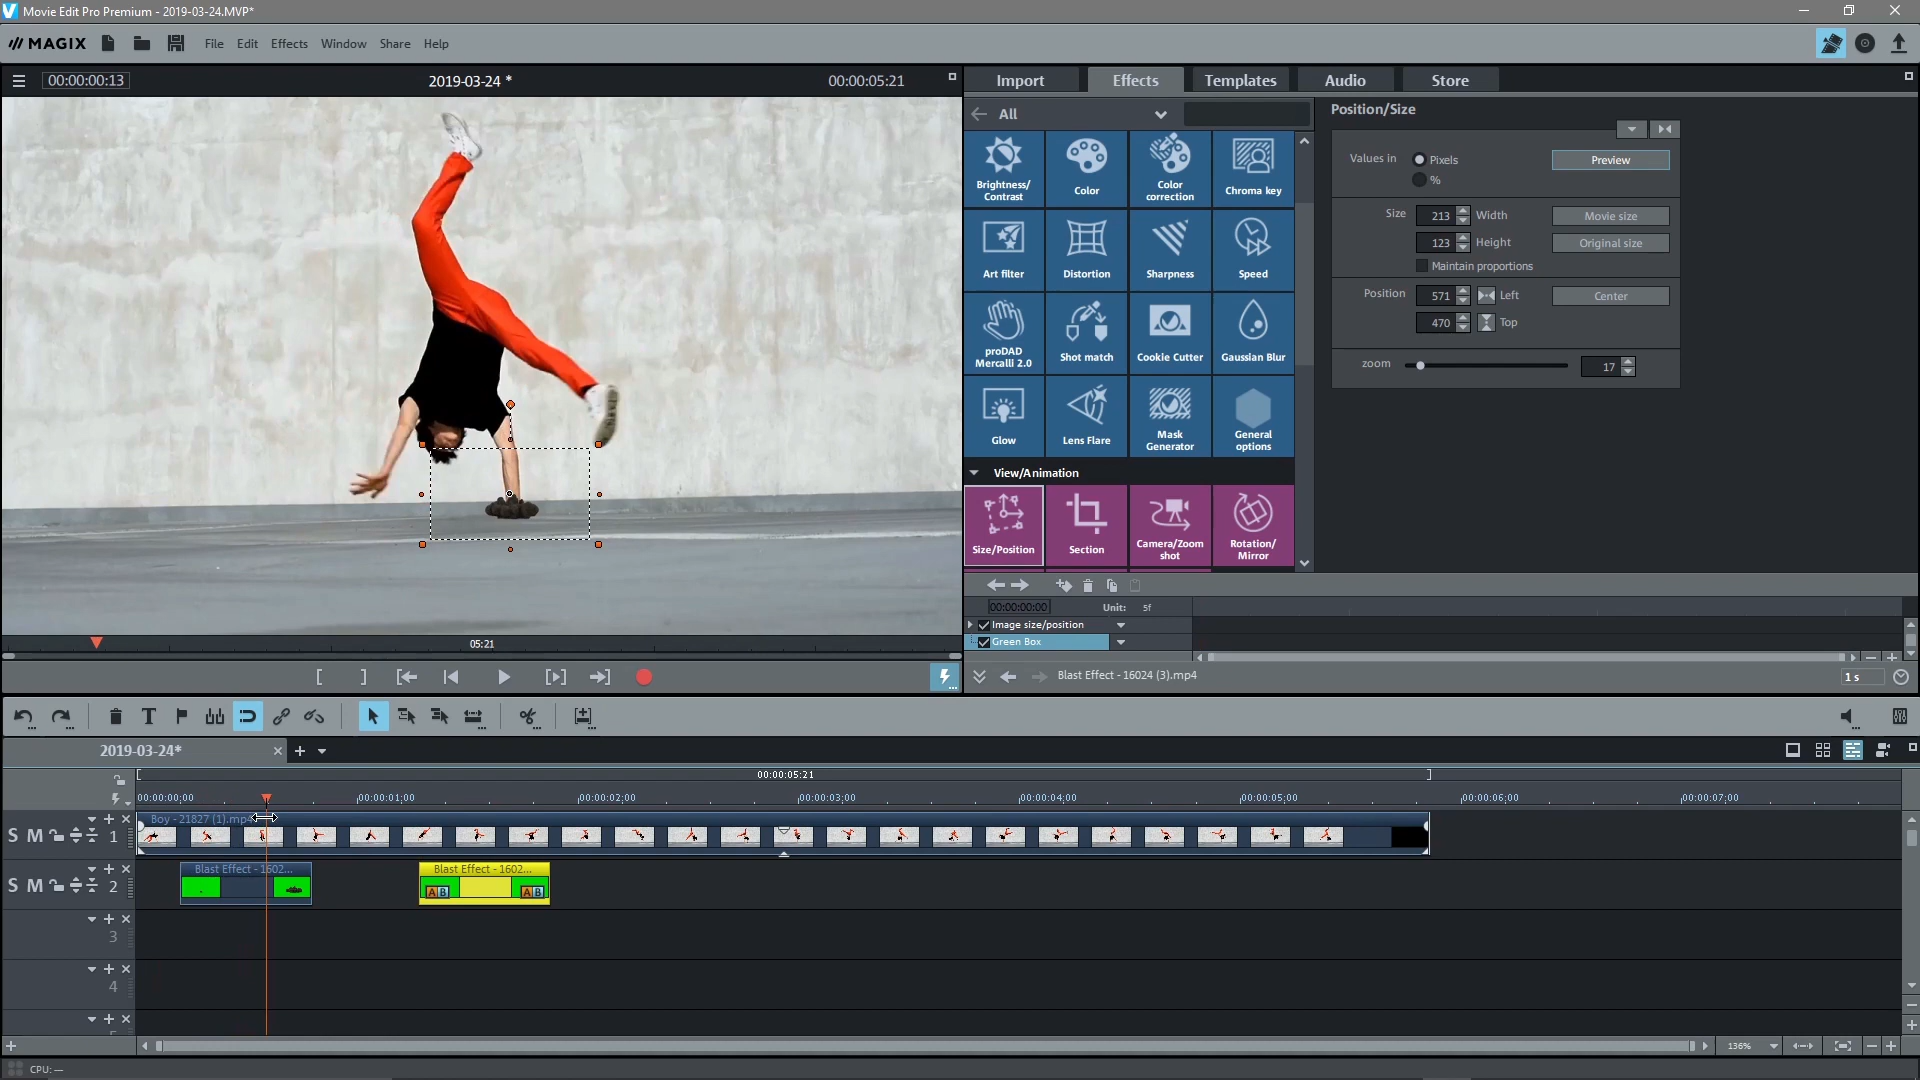 Movie Edit Pro Premium - 2019-03-24.MVP*
MAGIX File Edit Effects Window Share Help
00:00:00:13 2019-03-24 * 00:00:05:21
Import Effects Templates Audio Store
All
Position/Size
Brightness/
Contrast
Color
Color
correction
Chroma key
Art filter
Distortion
Sharpness
Speed
proDAD
Mercalli 2.0
Shot match
Cookie Cutter
Gaussian Blur
Glow
Lens Flare
Mask
Generator
General
options
View/Animation
Size/Position
Section
Camera/Zoom
shot
Rotation/
Mirror
Values in Pixels Preview
%
Size 213 Width Movie size
123 Height Original size
Maintain proportions
Position 571 Left Center
470 Top
zoom 17
00:00:00:00 Unit: 5f
Image size/position
Green Box
Blast Effect - 16024 (3).mp4 1 s
05:21
2019-03-24*
00:00:05:21
00:00:00;00 00:00:01;00 00:00:02;00 00:00:03;00 00:00:04;00 00:00:05;00 00:00:06;00 00:00:07;00
S M 1 Boy - 21827 (1).mp4
S M 2 Blast Effect - 1602... Blast Effect - 1602...
A B A B
3
4
136%
CPU: —